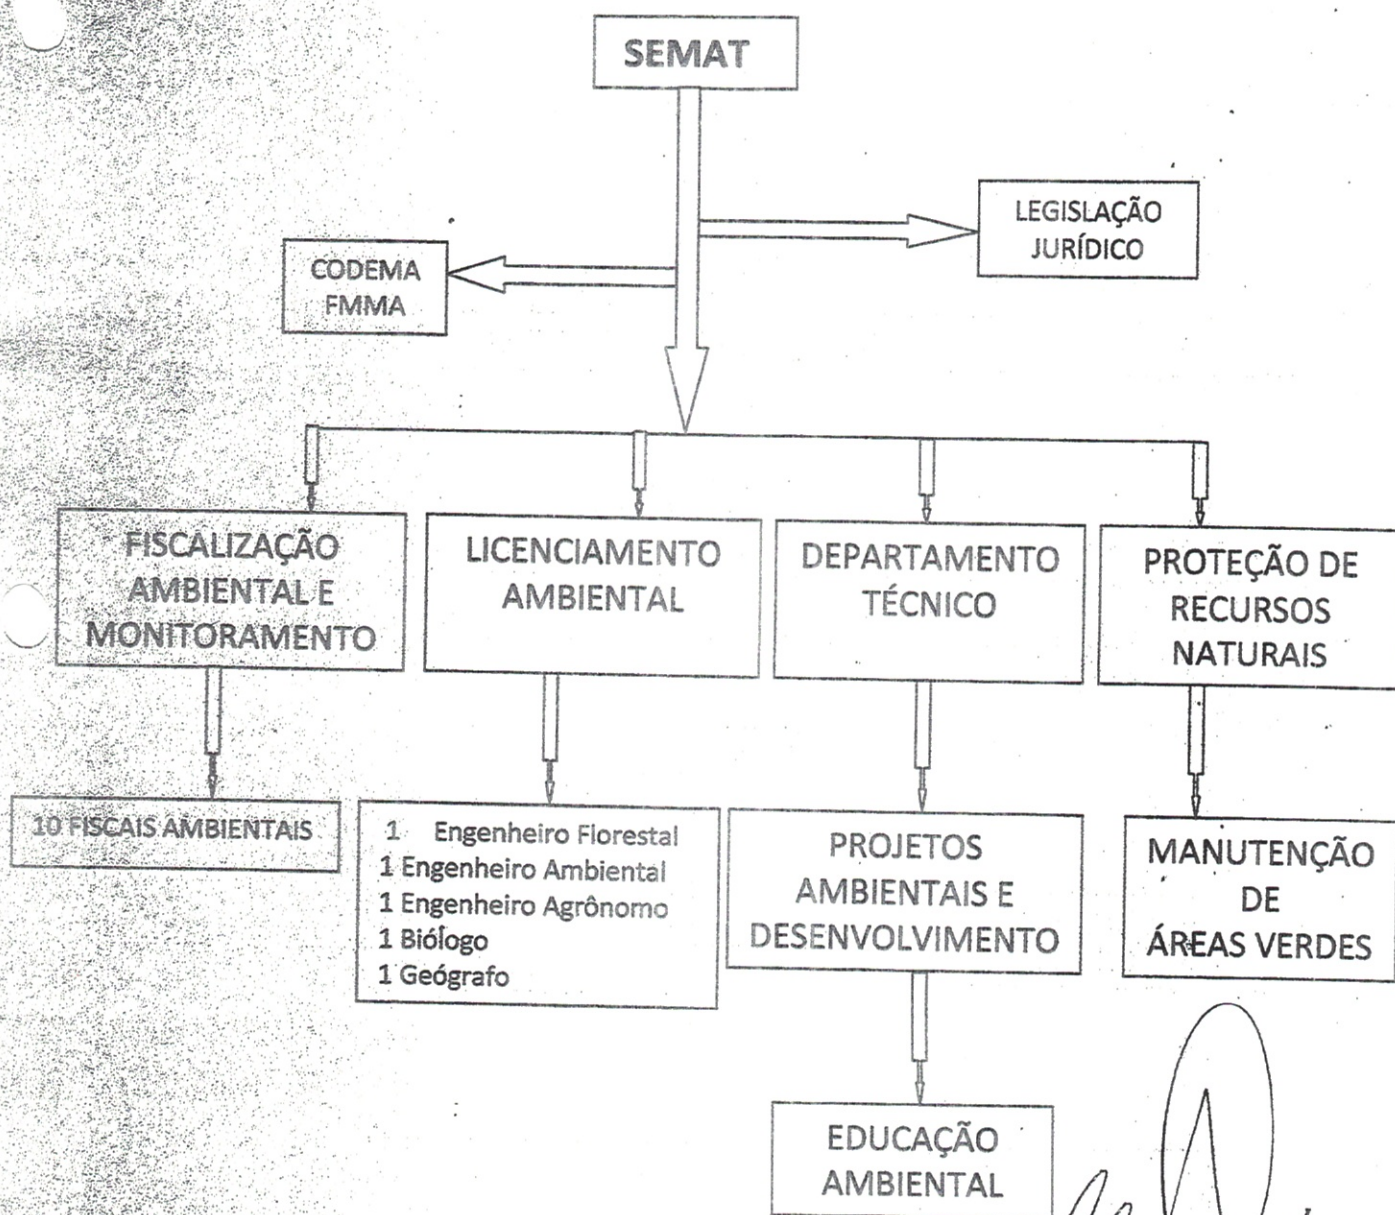 SEMAT
LEGISLAÇÃO
JURÍDICO
CODEMA
FMMA
FISCALIZAÇÃO
AMBIENTAL E
MONITORAMENTO
LICENCIAMENTO
AMBIENTAL
DEPARTAMENTO
TÉCNICO
PROTEÇÃO DE
RECURSOS
NATURAIS
10 FISCAIS AMBIENTAIS
1 Engenheiro Florestal
1 Engenheiro Ambiental
1 Engenheiro Agrônomo
1 Biólogo
1 Geógrafo
PROJETOS
AMBIENTAIS E
DESENVOLVIMENTO
MANUTENÇÃO
DE
ÁREAS VERDES
EDUCAÇÃO
AMBIENTAL